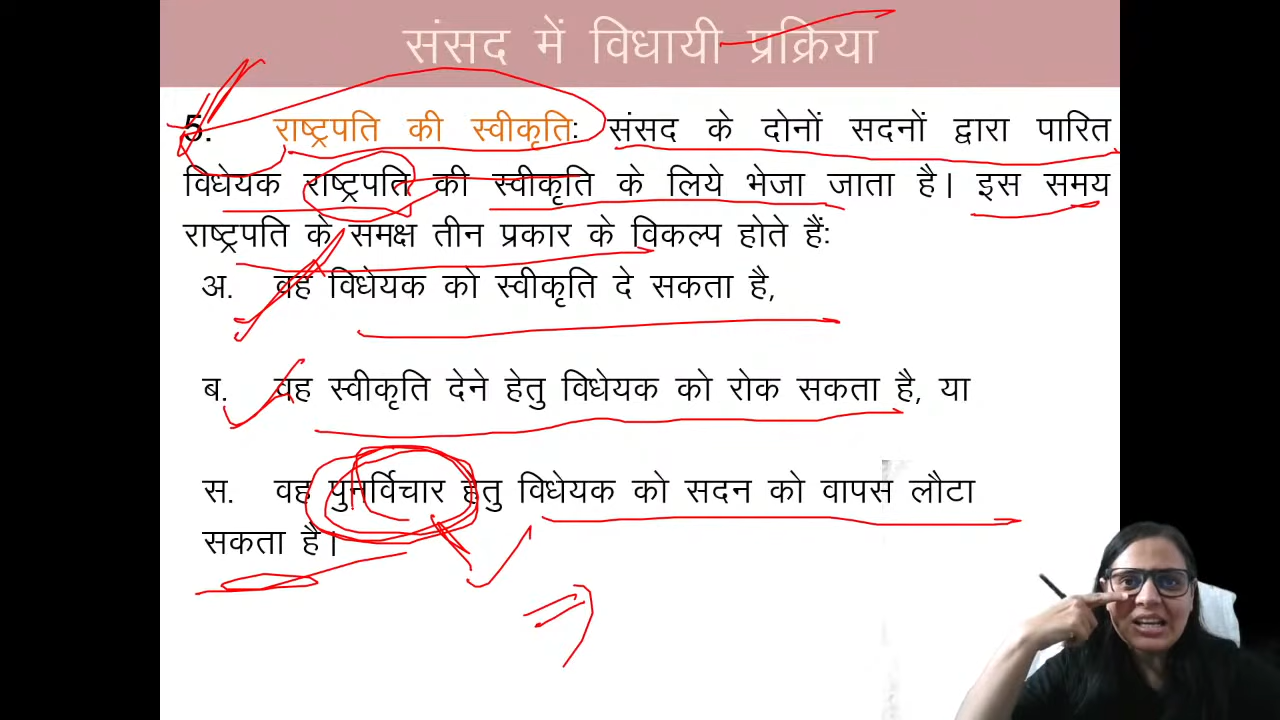 संसद में विधायी प्रक्रिया
5. राष्ट्रपति की स्वीकृतिः संसद के दोनों सदनों द्वारा पारित
विधेयक राष्ट्रपति की स्वीकृति के लिये भेजा जाता है। इस समय
राष्ट्रपति के समक्ष तीन प्रकार के विकल्प होते हैंः
अ. वह विधेयक को स्वीकृति दे सकता है,
ब. वह स्वीकृति देने हेतु विधेयक को रोक सकता है, या
स. वह पुनर्विचार हेतु विधेयक को सदन को वापस लौटा
सकता है।